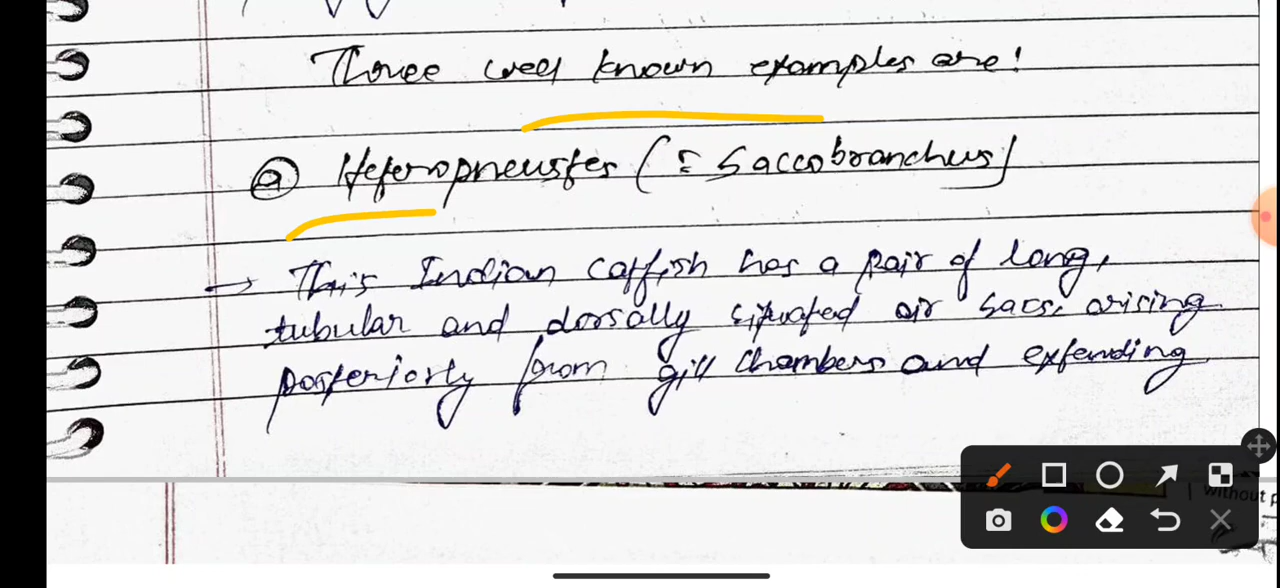 Three well known examples are!
(a) Heteropneustes (= Saccobranchus)
→ This Indian catfish has a pair of long,
tubular and dorsally situated air sacs, arising
posteriorly from gill chambers and extending
without p